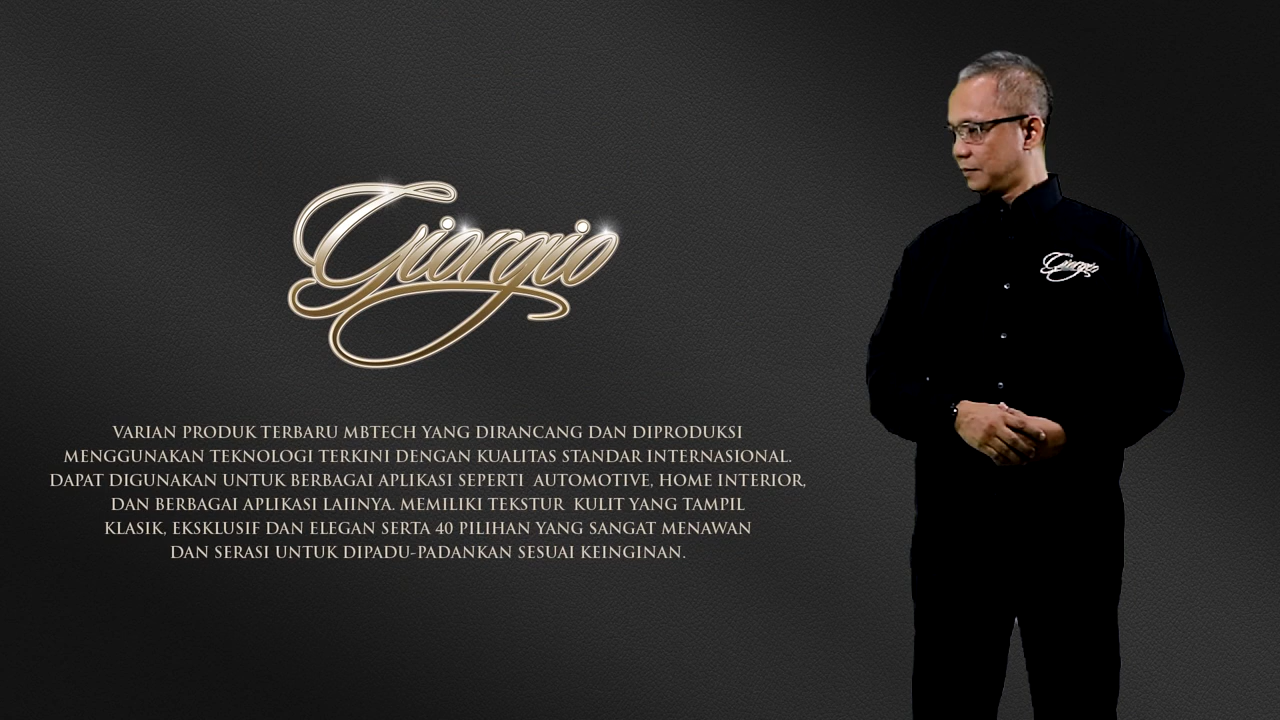 Giorgio
Giorgio
VARIAN PRODUK TERBARU MBTECH YANG DIRANCANG DAN DIPRODUKSI
MENGGUNAKAN TEKNOLOGI TERKINI DENGAN KUALITAS STANDAR INTERNASIONAL.
DAPAT DIGUNAKAN UNTUK BERBAGAI APLIKASI SEPERTI AUTOMOTIVE, HOME INTERIOR,
DAN BERBAGAI APLIKASI LAIINYA. MEMILIKI TEKSTUR KULIT YANG TAMPIL
KLASIK, EKSKLUSIF DAN ELEGAN SERTA 40 PILIHAN YANG SANGAT MENAWAN
DAN SERASI UNTUK DIPADU-PADANKAN SESUAI KEINGINAN.